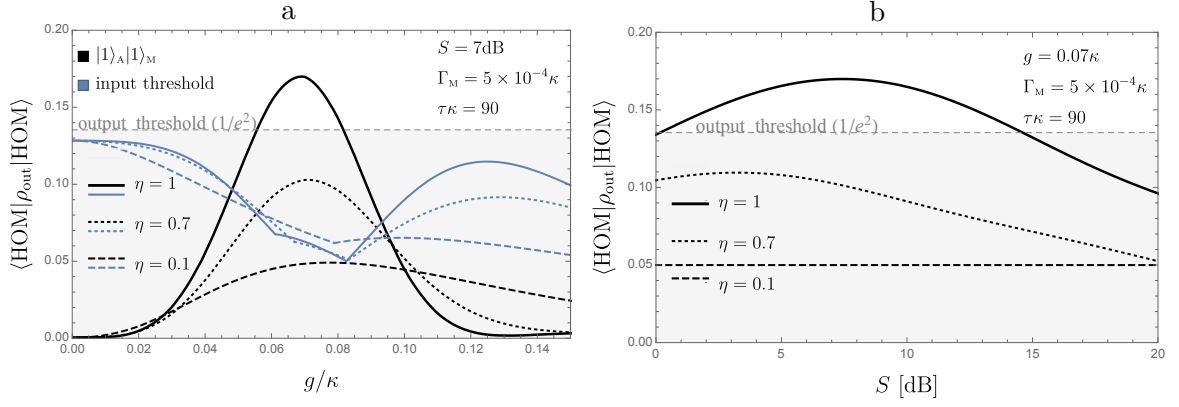 a
⟨HOM|ρout|HOM⟩
0.20
0.15
0.10
0.05
0.00
|1⟩A|1⟩M
input threshold
S = 7dB
ΓM = 5 × 10⁻⁴κ
τκ = 90
output threshold (1/e²)
η = 1
η = 0.7
η = 0.1
0.00 0.02 0.04 0.06 0.08 0.10 0.12 0.14
g/κ
b
⟨HOM|ρout|HOM⟩
0.20
0.15
0.10
0.05
0.00
g = 0.07κ
ΓM = 5 × 10⁻⁴κ
τκ = 90
output threshold (1/e²)
η = 1
η = 0.7
η = 0.1
0 5 10 15 20
S [dB]